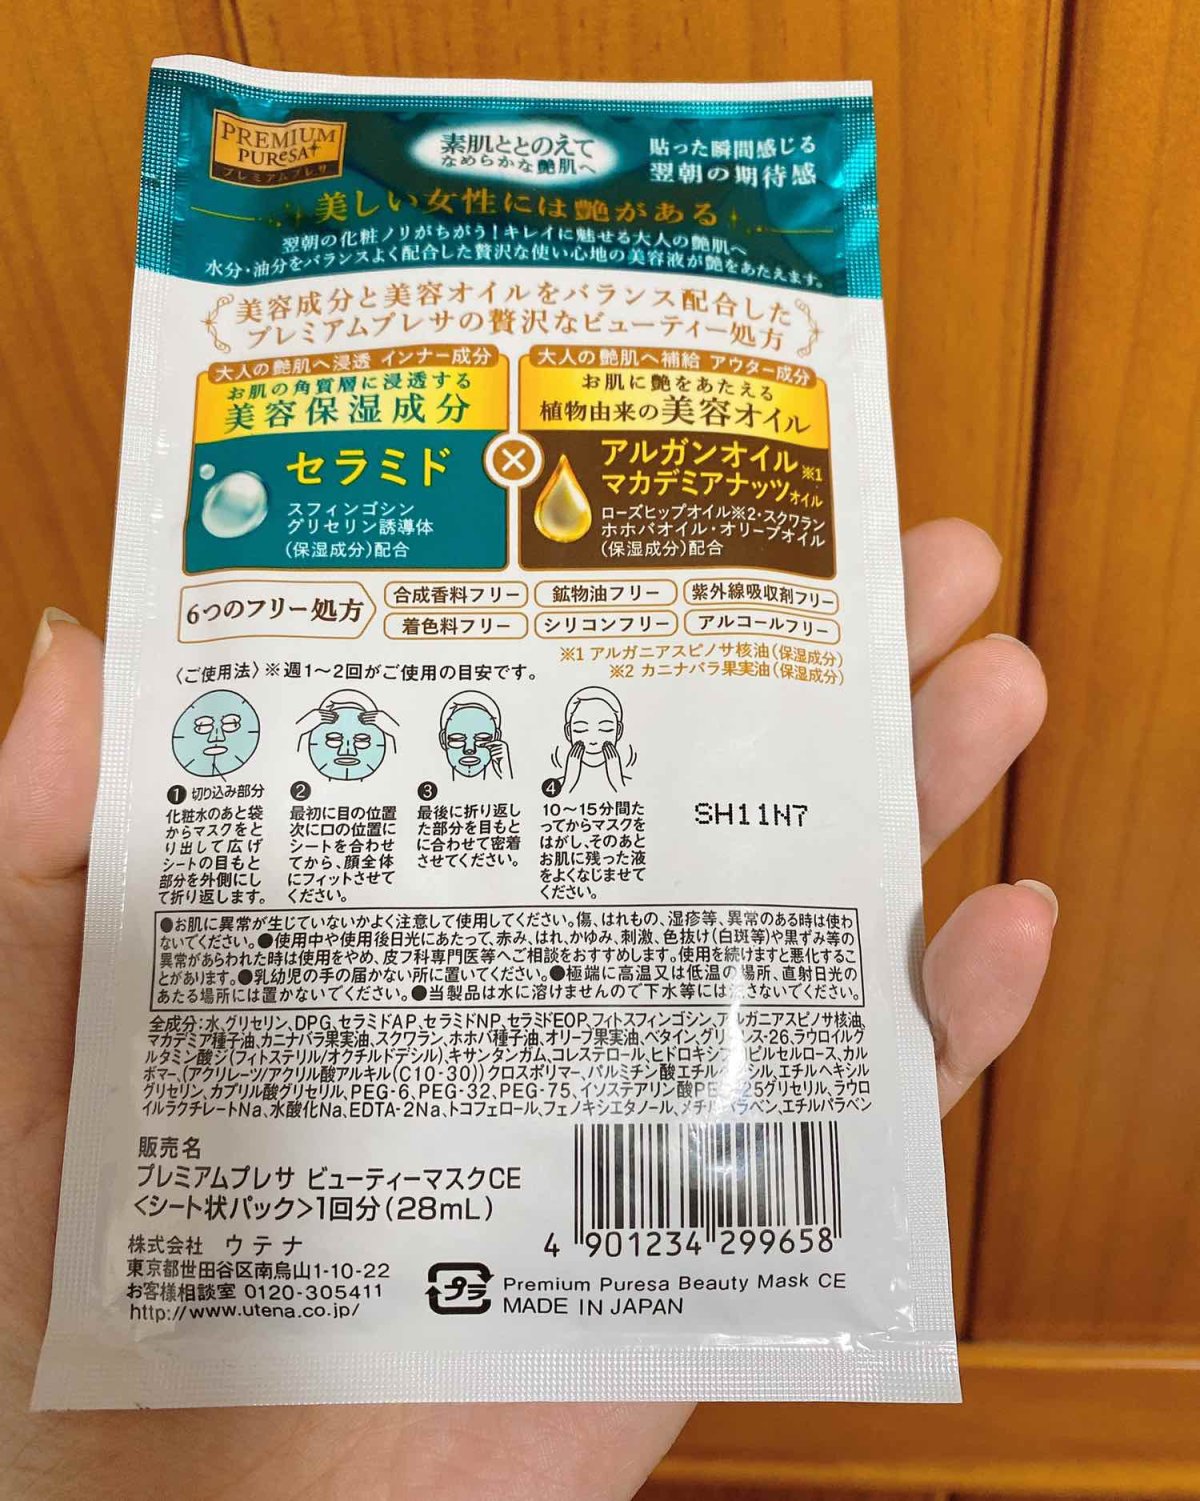 PREMIUM
PUReSA
プレミアムプレサ
素肌ととのえて
なめらかな艶肌へ
貼った瞬間感じる
翌朝の期待感
美しい女性には艶がある
翌朝の化粧ノリがちがう！キレイに魅せる大人の艶肌へ
水分・油分をバランスよく配合した贅沢な使い心地の美容液が艶をあたえます。
美容成分と美容オイルをバランス配合した
プレミアムプレサの贅沢なビューティー処方
大人の艶肌へ浸透 インナー成分
お肌の角質層に浸透する
美容保湿成分
セラミド
スフィンゴシン
グリセリン誘導体
(保湿成分)配合
×
大人の艶肌へ補給 アウター成分
お肌に艶をあたえる
植物由来の美容オイル
アルガンオイル※1
マカデミアナッツオイル
ローズヒップオイル※2・スクワラン
ホホバオイル・オリーブオイル
(保湿成分)配合
6つのフリー処方
合成香料フリー 鉱物油フリー 紫外線吸収剤フリー
着色料フリー シリコンフリー アルコールフリー
※1 アルガニアスピノサ核油(保湿成分)
※2 カニナバラ果実油(保湿成分)
〈ご使用法〉※週1～2回がご使用の目安です。
❶切り込み部分
化粧水のあと袋
からマスクをと
り出して広げ
シートの目もと
部分を外側にし
て折り返します。
❷
最初に目の位置
次に口の位置に
シートを合わせ
てから、顔全体
にフィットさせて
ください。
❸
最後に折り返し
た部分を目もと
に合わせて密着
させてください。
❹
10～15分間た
ってからマスクを
はがし、そのあと
お肌に残った液
をよくなじませて
ください。
SH11N7
●お肌に異常が生じていないかよく注意して使用してください。傷、はれもの、湿疹等、異常のある時は使わ
ないでください。●使用中や使用後日光にあたって、赤み、はれ、かゆみ、刺激、色抜け(白斑等)や黒ずみ等の
異常があらわれた時は使用をやめ、皮フ科専門医等へご相談をおすすめします。使用を続けますと悪化するこ
とがあります。●乳幼児の手の届かない所に置いてください。●極端に高温又は低温の場所、直射日光の
あたる場所には置かないでください。●当製品は水に溶けませんので下水等には流さないでください。
全成分：水、グリセリン、DPG、セラミドAP、セラミドNP、セラミドEOP、フィトスフィンゴシン、アルガニアスピノサ核油、
マカデミア種子油、カニナバラ果実油、スクワラン、ホホバ種子油、オリーブ果実油、ベタイン、グリセレス-26、ラウロイルグ
ルタミン酸ジ(フィトステリル/オクチルドデシル)、キサンタンガム、コレステロール、ヒドロキシプロピルセルロース、カル
ボマー、(アクリレーツ/アクリル酸アルキル(C10-30))クロスポリマー、パルミチン酸エチルヘキシル、エチルヘキシル
グリセリン、カプリル酸グリセリル、PEG-6、PEG-32、PEG-75、イソステアリン酸PEG-25グリセリル、ラウロ
イルラクチレートNa、水酸化Na、EDTA-2Na、トコフェロール、フェノキシエタノール、メチルパラベン、エチルパラベン
販売名
プレミアムプレサ ビューティーマスクCE
<シート状パック>1回分(28mL)
株式会社 ウテナ
東京都世田谷区南烏山1-10-22
お客様相談室 0120-305411
http://www.utena.co.jp/
4 901234 299658
プラ
Premium Puresa Beauty Mask CE
MADE IN JAPAN